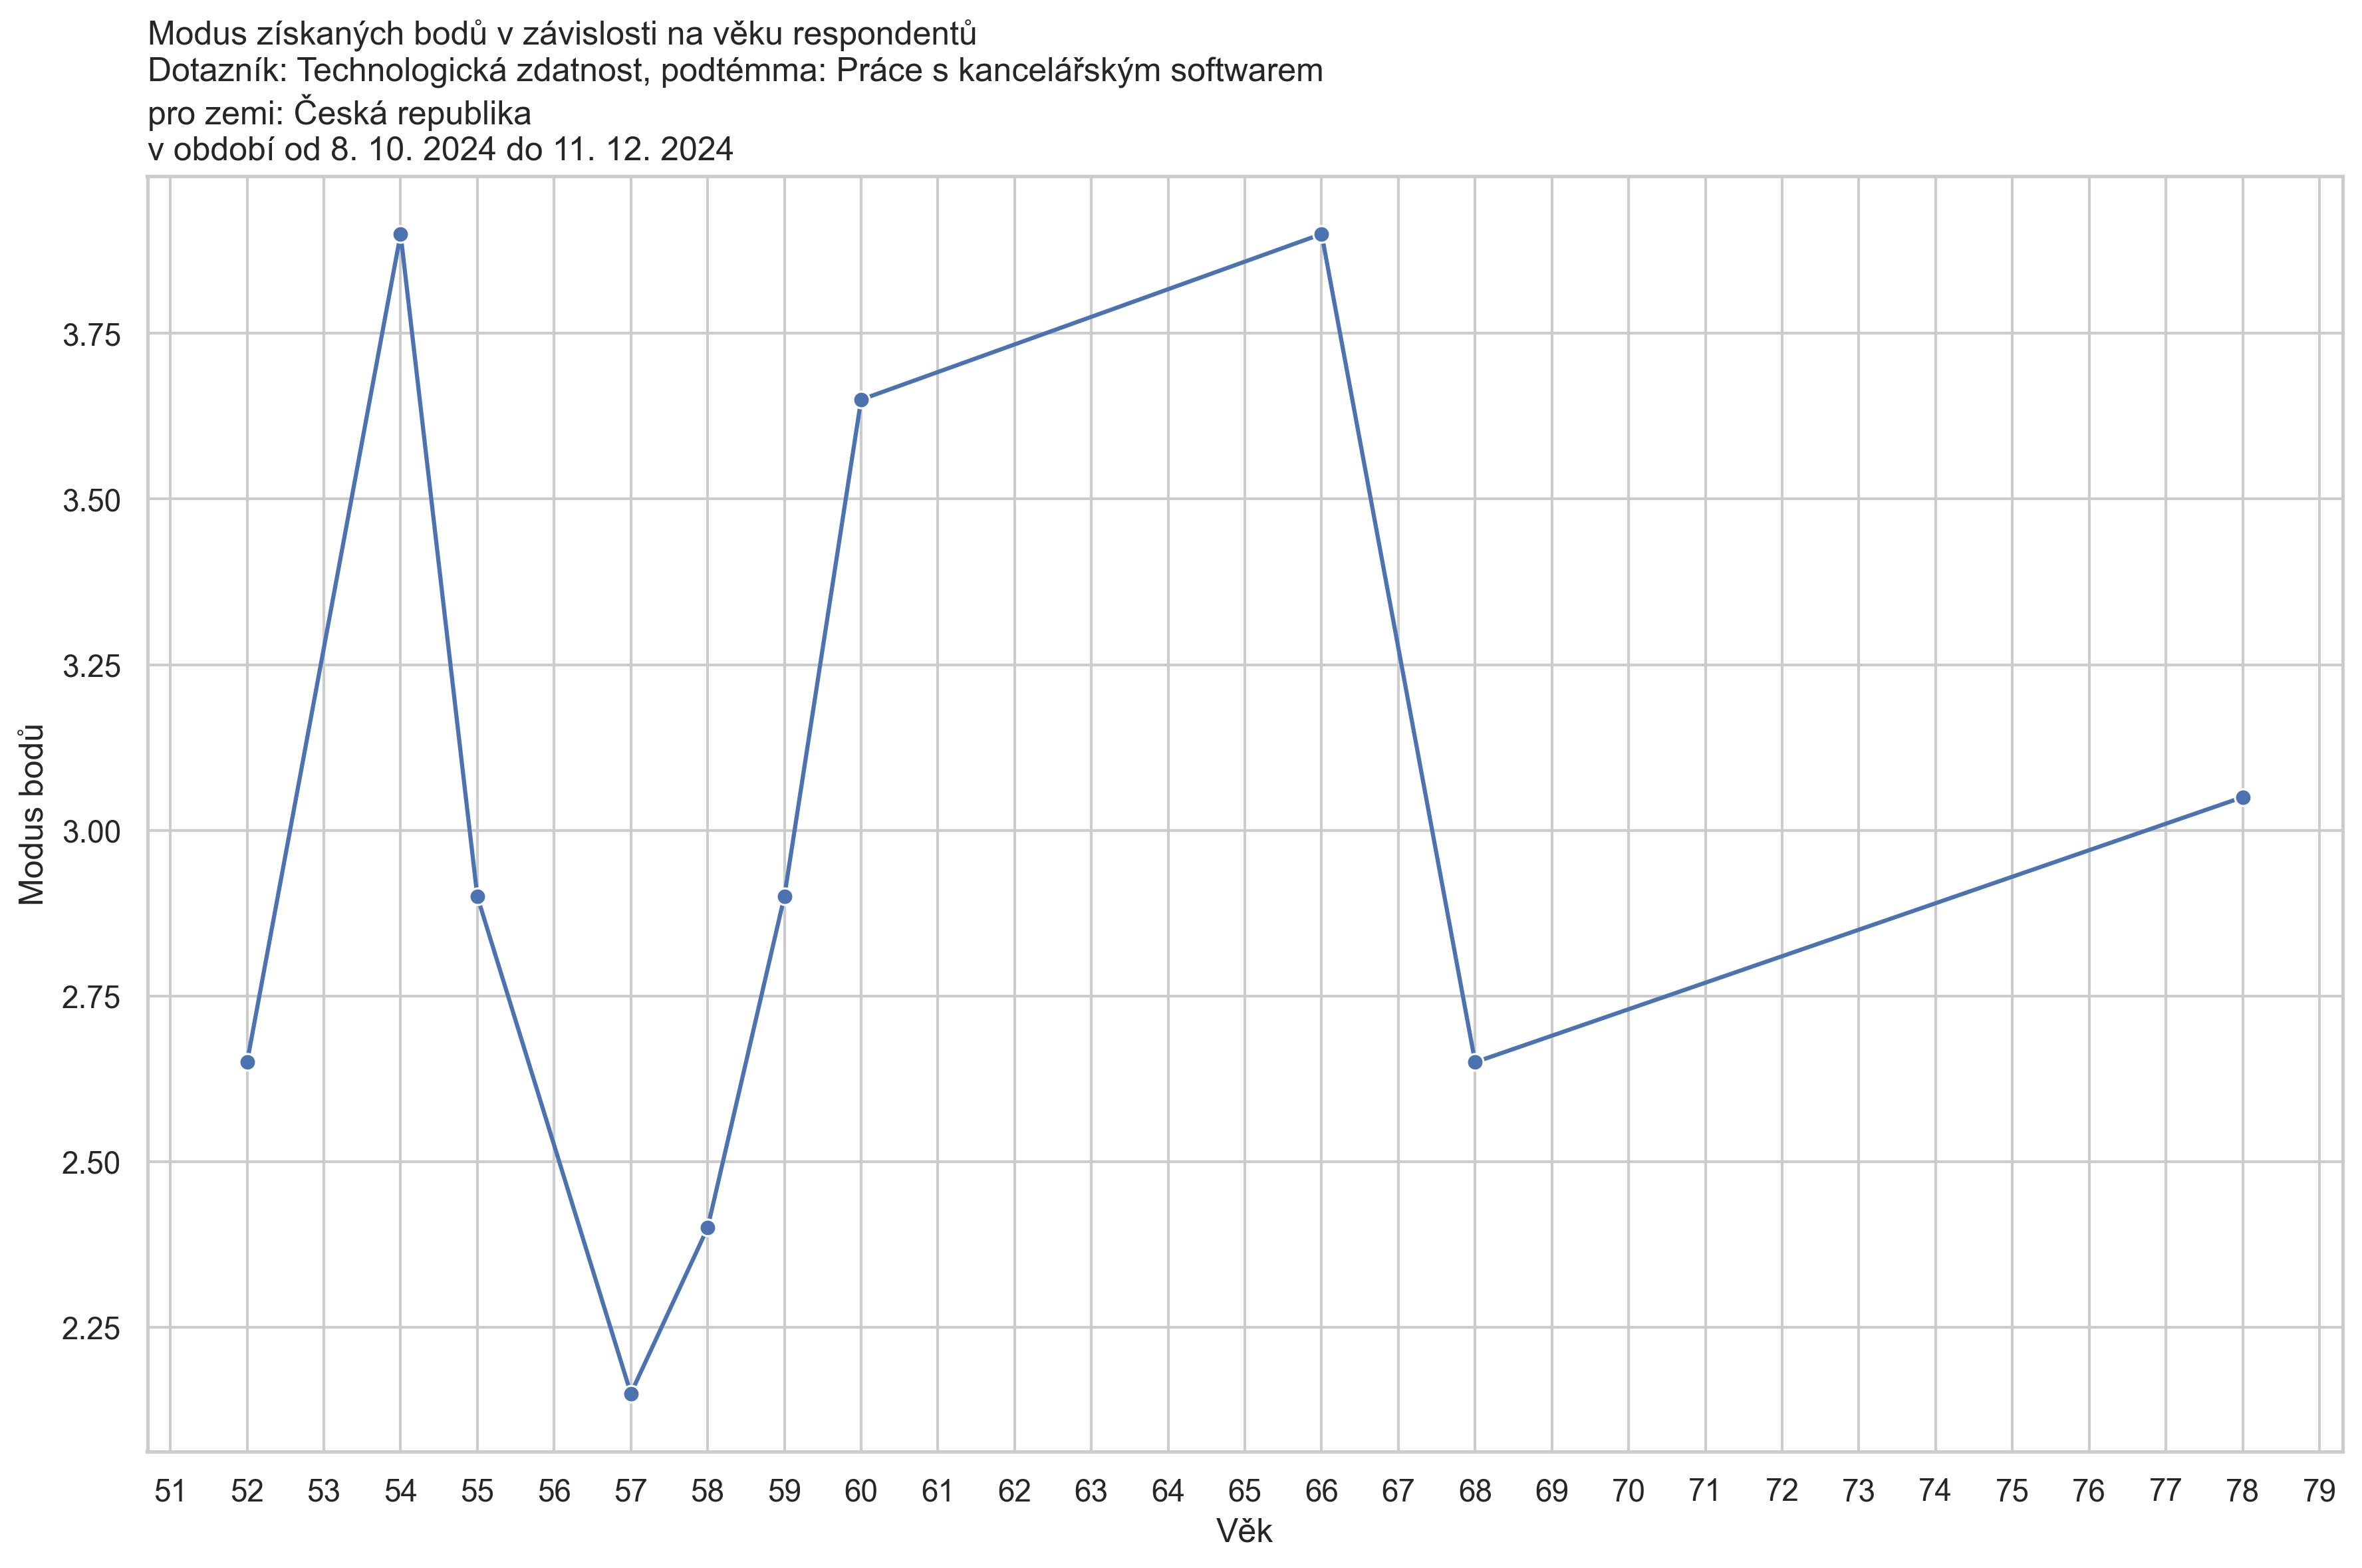 Modus získaných bodů v závislosti na věku respondentů
Dotazník: Technologická zdatnost, podtémma: Práce s kancelářským softwarem
pro zemi: Česká republika
v období od 8. 10. 2024 do 11. 12. 2024
3.75
3.50
3.25
3.00
2.75
2.50
2.25
Modus bodů
51 52 53 54 55 56 57 58 59 60 61 62 63 64 65 66 67 68 69 70 71 72 73 74 75 76 77 78 79
Věk